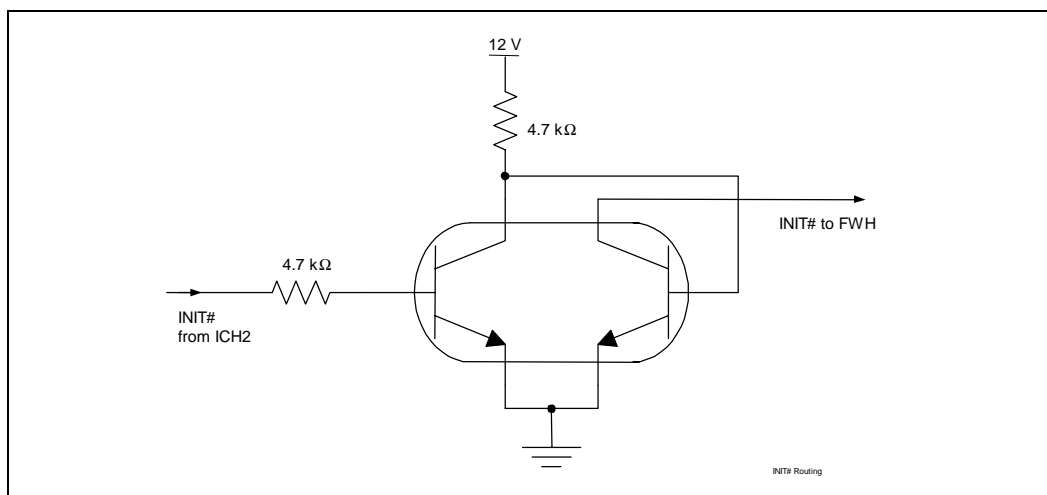 12 V
4.7 kΩ
INIT# to FWH
4.7 kΩ
INIT#
from ICH2
INIT# Routing